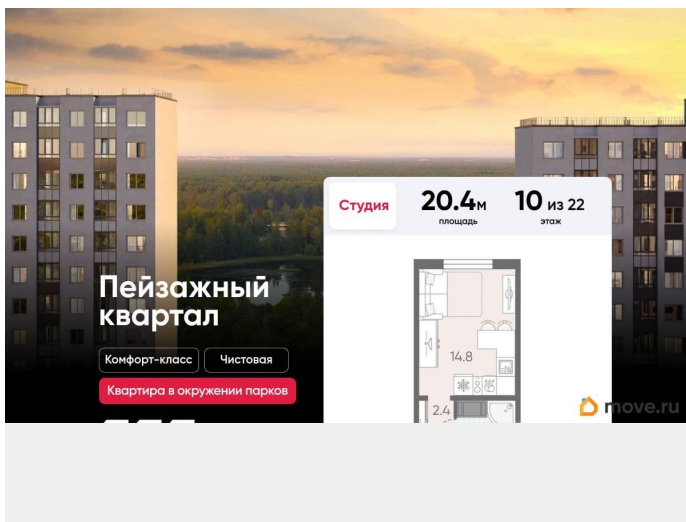 Студия
20.4м
площадь
10 из 22
этаж
Пейзажный
квартал
Комфорт-класс
Чистовая
Квартира в окружении парков
14.8
2.4
move.ru